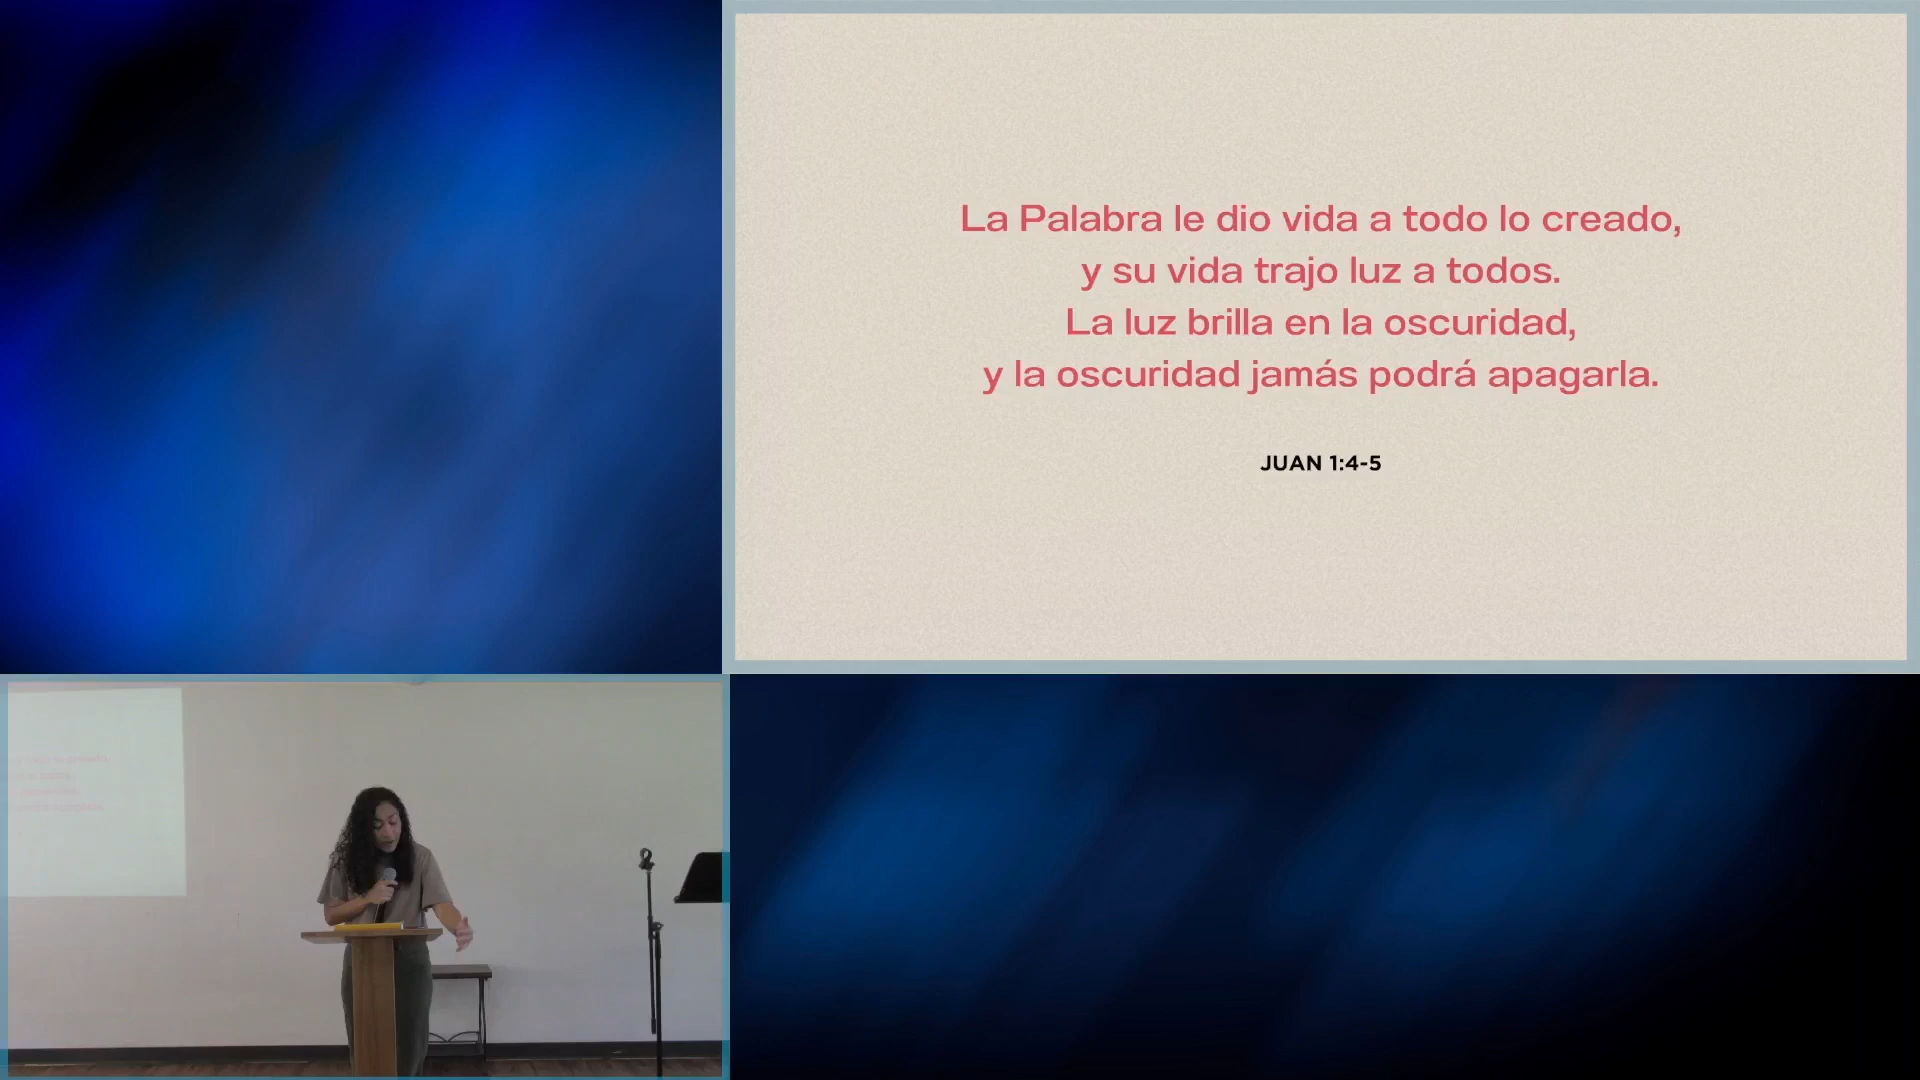 La Palabra le dio vida a todo lo creado,
y su vida trajo luz a todos.
La luz brilla en la oscuridad,
y la oscuridad jamás podrá apagarla.
JUAN 1:4-5